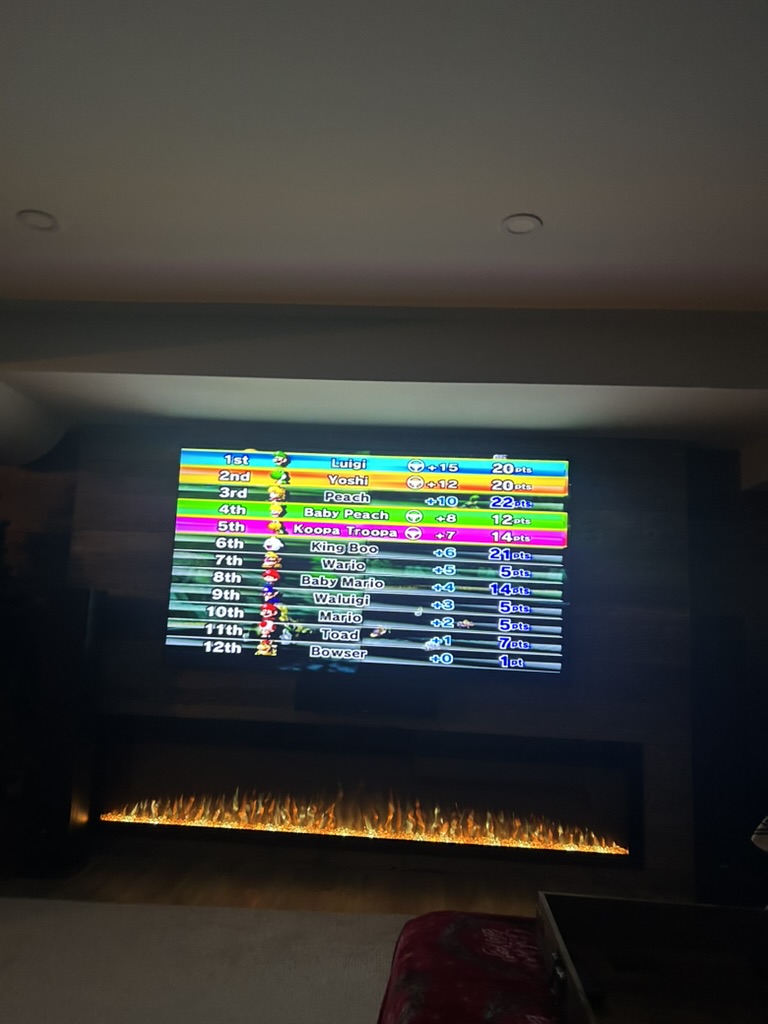 1st Luigi +15 20pts
2nd Yoshi +12 20pts
3rd Peach +10 22pts
4th Baby Peach +8 12pts
5th Koopa Troopa +7 14pts
6th King Boo +6 21pts
7th Wario +5 5pts
8th Baby Mario +4 14pts
9th Waluigi +3 5pts
10th Mario +2 5pts
11th Toad +1 7pts
12th Bowser +0 1pt